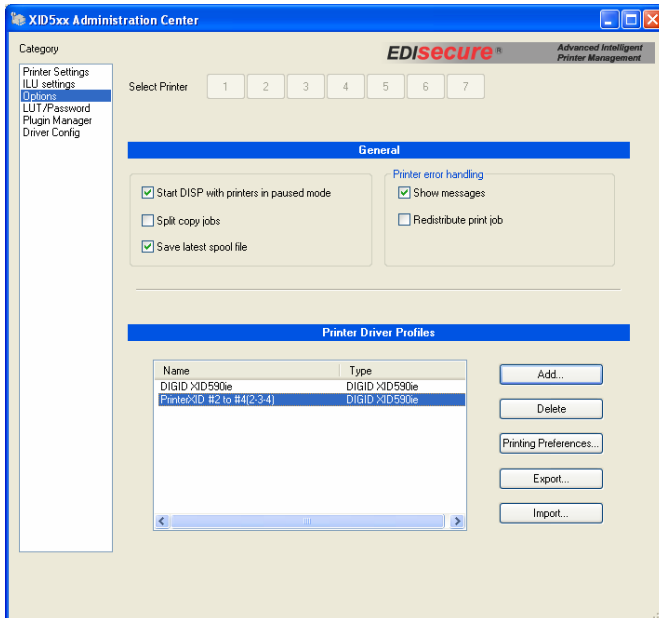 XID5xx Administration Center
Category
EDISecure ®
Advanced Intelligent
Printer Management
Printer Settings
ILU settings
Options
LUT/Password
Plugin Manager
Driver Config
Select Printer 1 2 3 4 5 6 7
General
Printer error handling
Start DISP with printers in paused mode
Show messages
Split copy jobs
Redistribute print job
Save latest spool file
Printer Driver Profiles
Name Type
DIGID XID590ie DIGID XID590ie
PrinterXID #2 to #4(2-3-4) DIGID XID590ie
Add...
Delete
Printing Preferences...
Export...
Import...